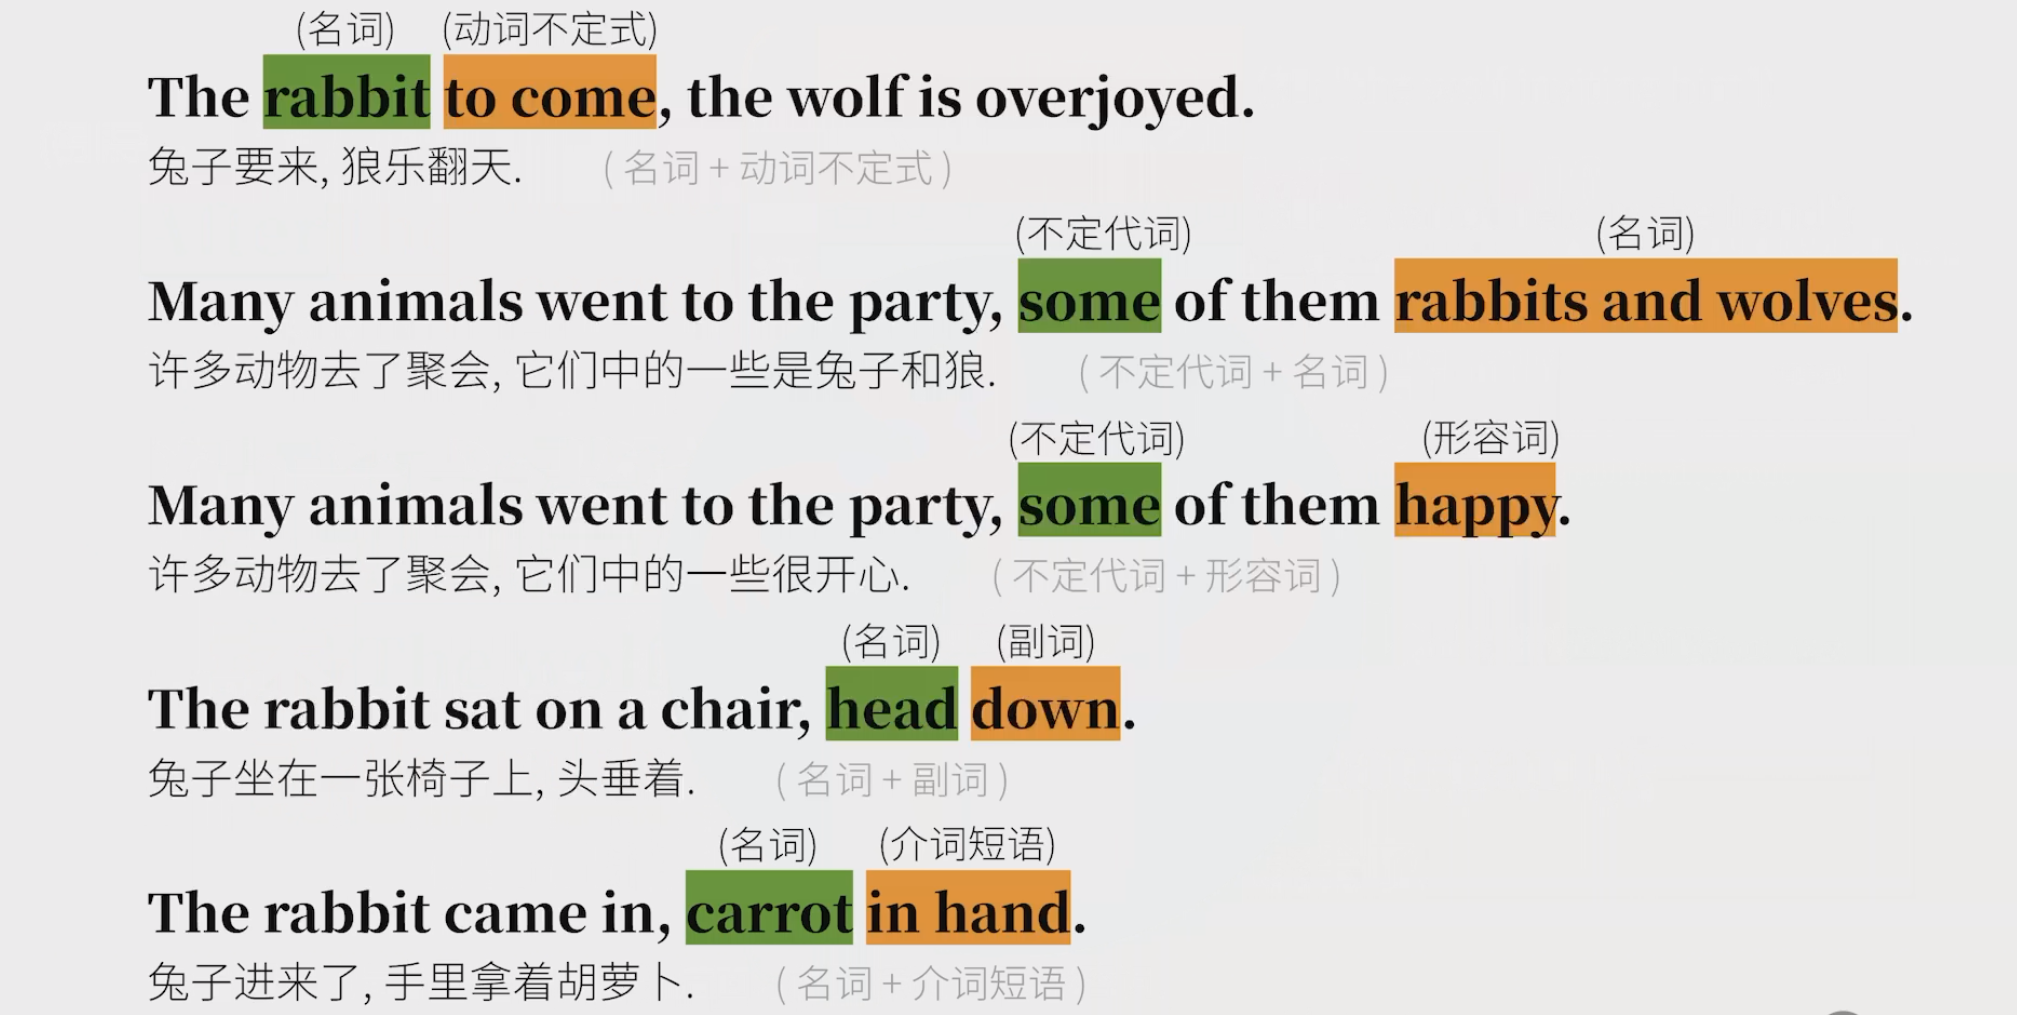 (名词) (动词不定式)
The rabbit to come, the wolf is overjoyed.
兔子要来, 狼乐翻天. ( 名词 + 动词不定式 )
(不定代词) (名词)
Many animals went to the party, some of them rabbits and wolves.
许多动物去了聚会, 它们中的一些是兔子和狼. ( 不定代词 + 名词 )
(不定代词) (形容词)
Many animals went to the party, some of them happy.
许多动物去了聚会, 它们中的一些很开心. ( 不定代词 + 形容词 )
(名词) (副词)
The rabbit sat on a chair, head down.
兔子坐在一张椅子上, 头垂着. ( 名词 + 副词 )
(名词) (介词短语)
The rabbit came in, carrot in hand.
兔子进来了, 手里拿着胡萝卜. ( 名词 + 介词短语 )